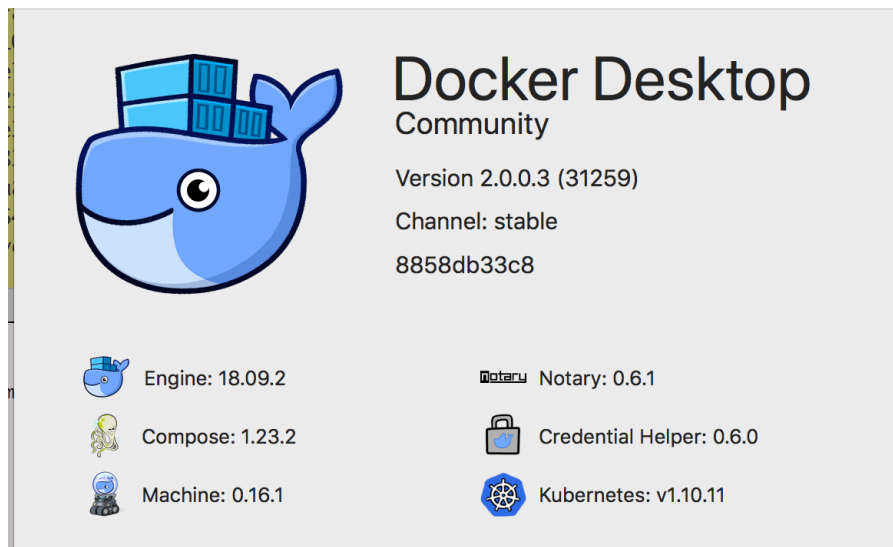 Docker Desktop
Community
Version 2.0.0.3 (31259)
Channel: stable
8858db33c8
Engine: 18.09.2
notary Notary: 0.6.1
Compose: 1.23.2
Credential Helper: 0.6.0
Machine: 0.16.1
Kubernetes: v1.10.11